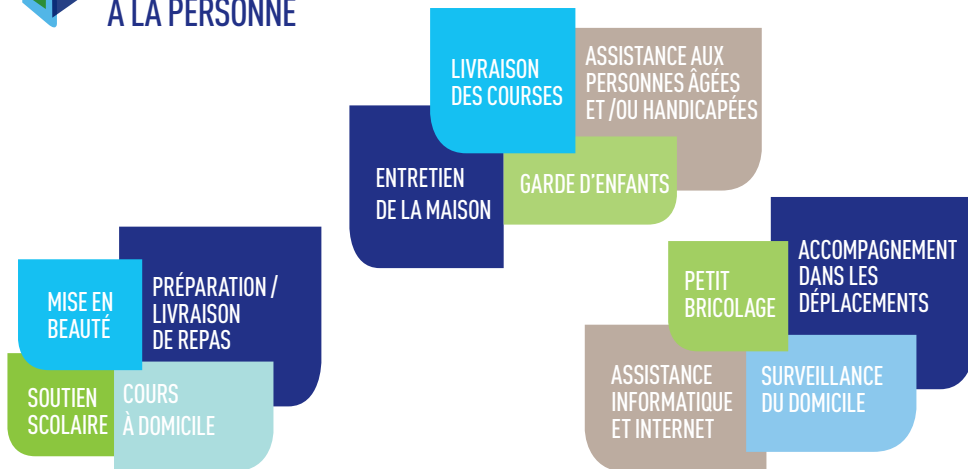 À LA PERSONNE
LIVRAISON
DES COURSES
ASSISTANCE AUX
PERSONNES ÂGÉES
ET /OU HANDICAPÉES
ENTRETIEN
DE LA MAISON
GARDE D'ENFANTS
MISE EN
BEAUTÉ
PRÉPARATION /
LIVRAISON
DE REPAS
SOUTIEN
SCOLAIRE
COURS
À DOMICILE
PETIT
BRICOLAGE
ACCOMPAGNEMENT
DANS LES
DÉPLACEMENTS
ASSISTANCE
INFORMATIQUE
ET INTERNET
SURVEILLANCE
DU DOMICILE